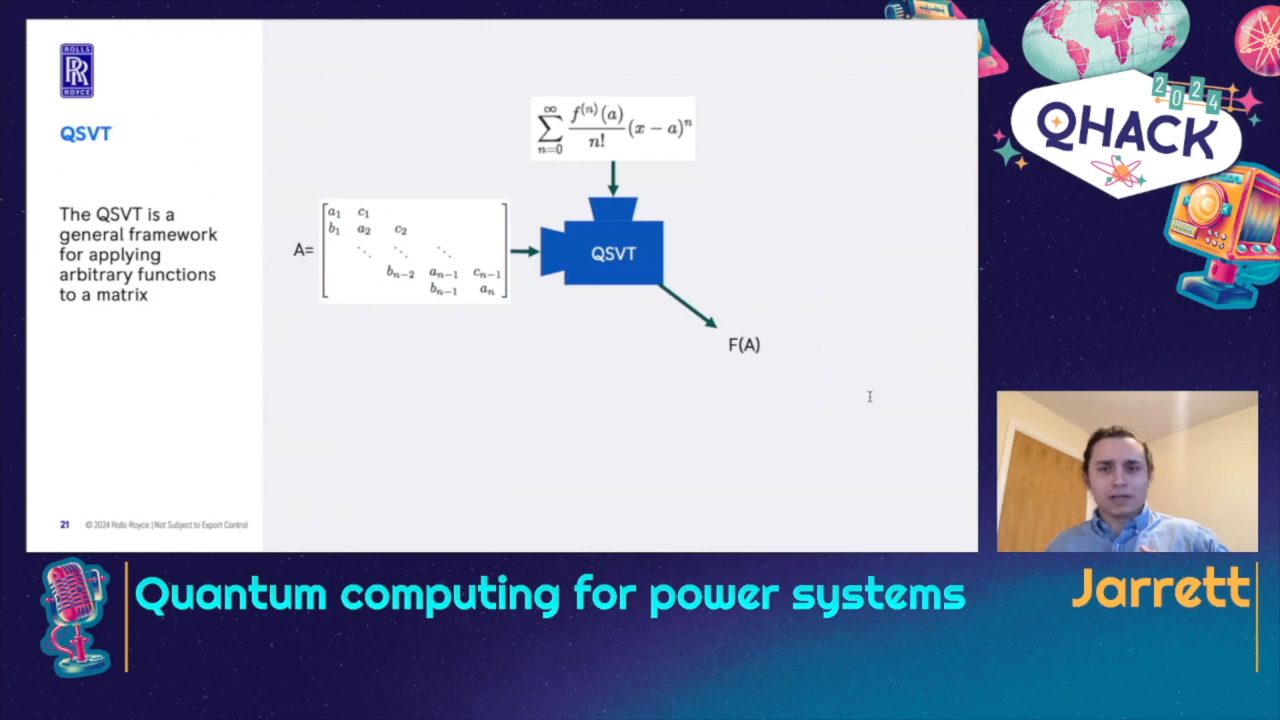 ROLLS
RR
ROYCE
QSVT
The QSVT is a
general framework
for applying
arbitrary functions
to a matrix
∑_{n=0}^{∞} f^{(n)}(a)/n! (x − a)^n
A=
a₁ c₁
b₁ a₂ c₂
⋱ ⋱ ⋱
bₙ₋₂ aₙ₋₁ cₙ₋₁
bₙ₋₁ aₙ
QSVT
F(A)
21 © 2024 Rolls-Royce | Not Subject to Export Control
2024
QHACK
Quantum computing for power systems
Jarrett